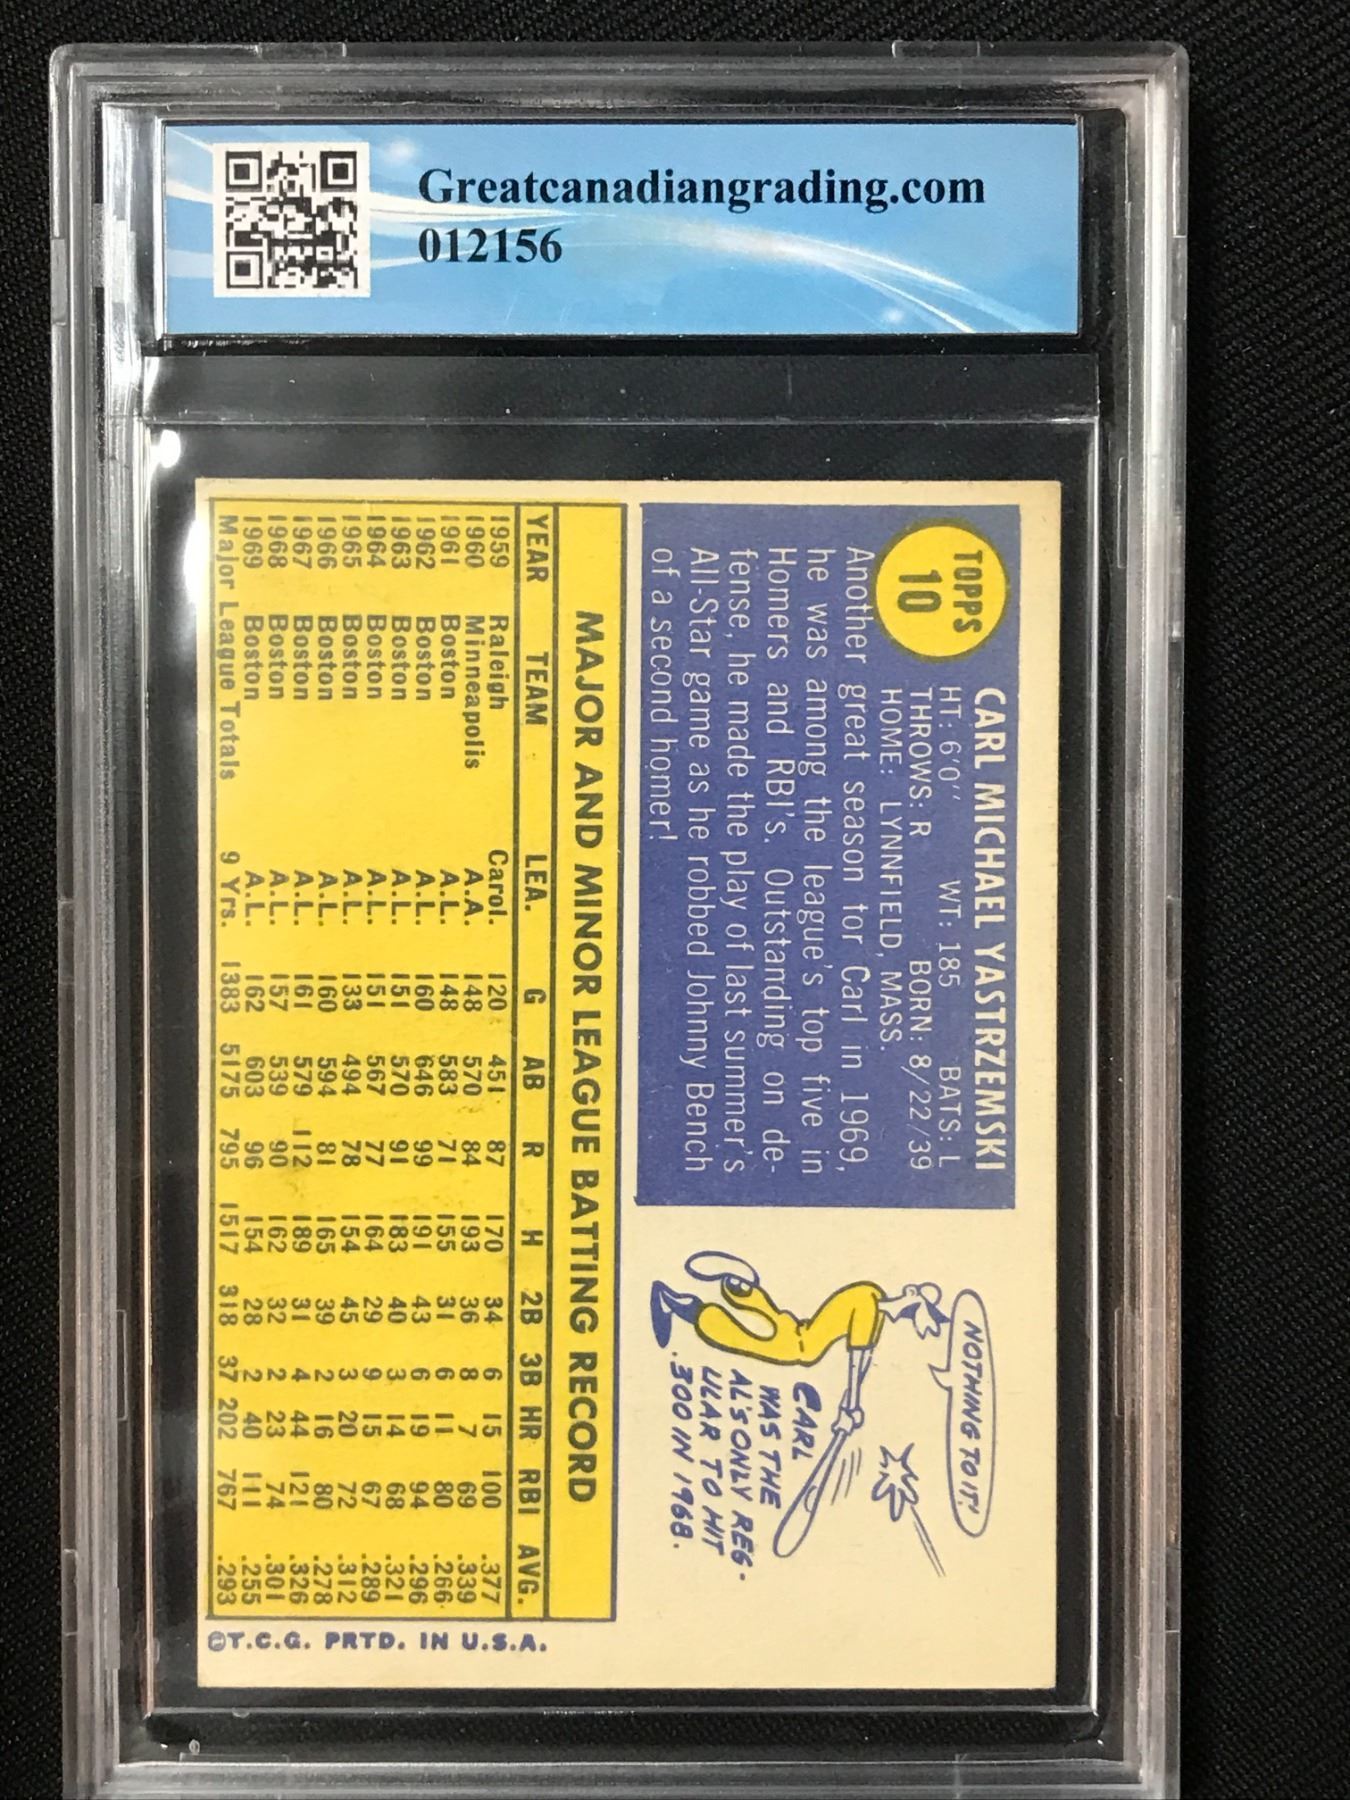 Greatcanadiangrading.com
012156
TOPPS
10
CARL MICHAEL YASTRZEMSKI
HT: 6'0'' WT: 185 BATS: L
THROWS: R BORN: 8/22/39
HOME: LYNNFIELD, MASS.
Another great season for Carl in 1969,
he was among the league's top five in
Homers and RBI's. Outstanding on de-
fense, he made the play of last summer's
All-Star game as he robbed Johnny Bench
of a second homer!
NOTHING TO IT!
CARL
WAS THE
AL'S ONLY REG-
ULAR TO HIT
.300 IN 1968.
MAJOR AND MINOR LEAGUE BATTING RECORD
YEAR TEAM LEA. G AB R H 2B 3B HR RBI AVG.
1959 Raleigh Carol. 120 451 87 170 34 6 15 100 .377
1960 Minneapolis A.A. 148 570 84 193 36 8 7 69 .339
1961 Boston A.L. 148 583 71 155 31 6 11 80 .266
1962 Boston A.L. 160 646 99 191 43 6 19 94 .296
1963 Boston A.L. 151 570 91 183 40 3 14 68 .321
1964 Boston A.L. 151 567 77 164 29 9 15 67 .289
1965 Boston A.L. 133 494 78 154 45 3 20 72 .312
1966 Boston A.L. 160 594 81 165 39 2 16 80 .278
1967 Boston A.L. 161 579 112 189 31 4 44 121 .326
1968 Boston A.L. 157 539 90 162 32 2 23 74 .301
1969 Boston A.L. 162 603 96 154 28 2 40 111 .255
Major League Totals 9 Yrs. 1383 5175 795 1517 318 37 202 767 .293
©T.C.G. PRTD. IN U.S.A.